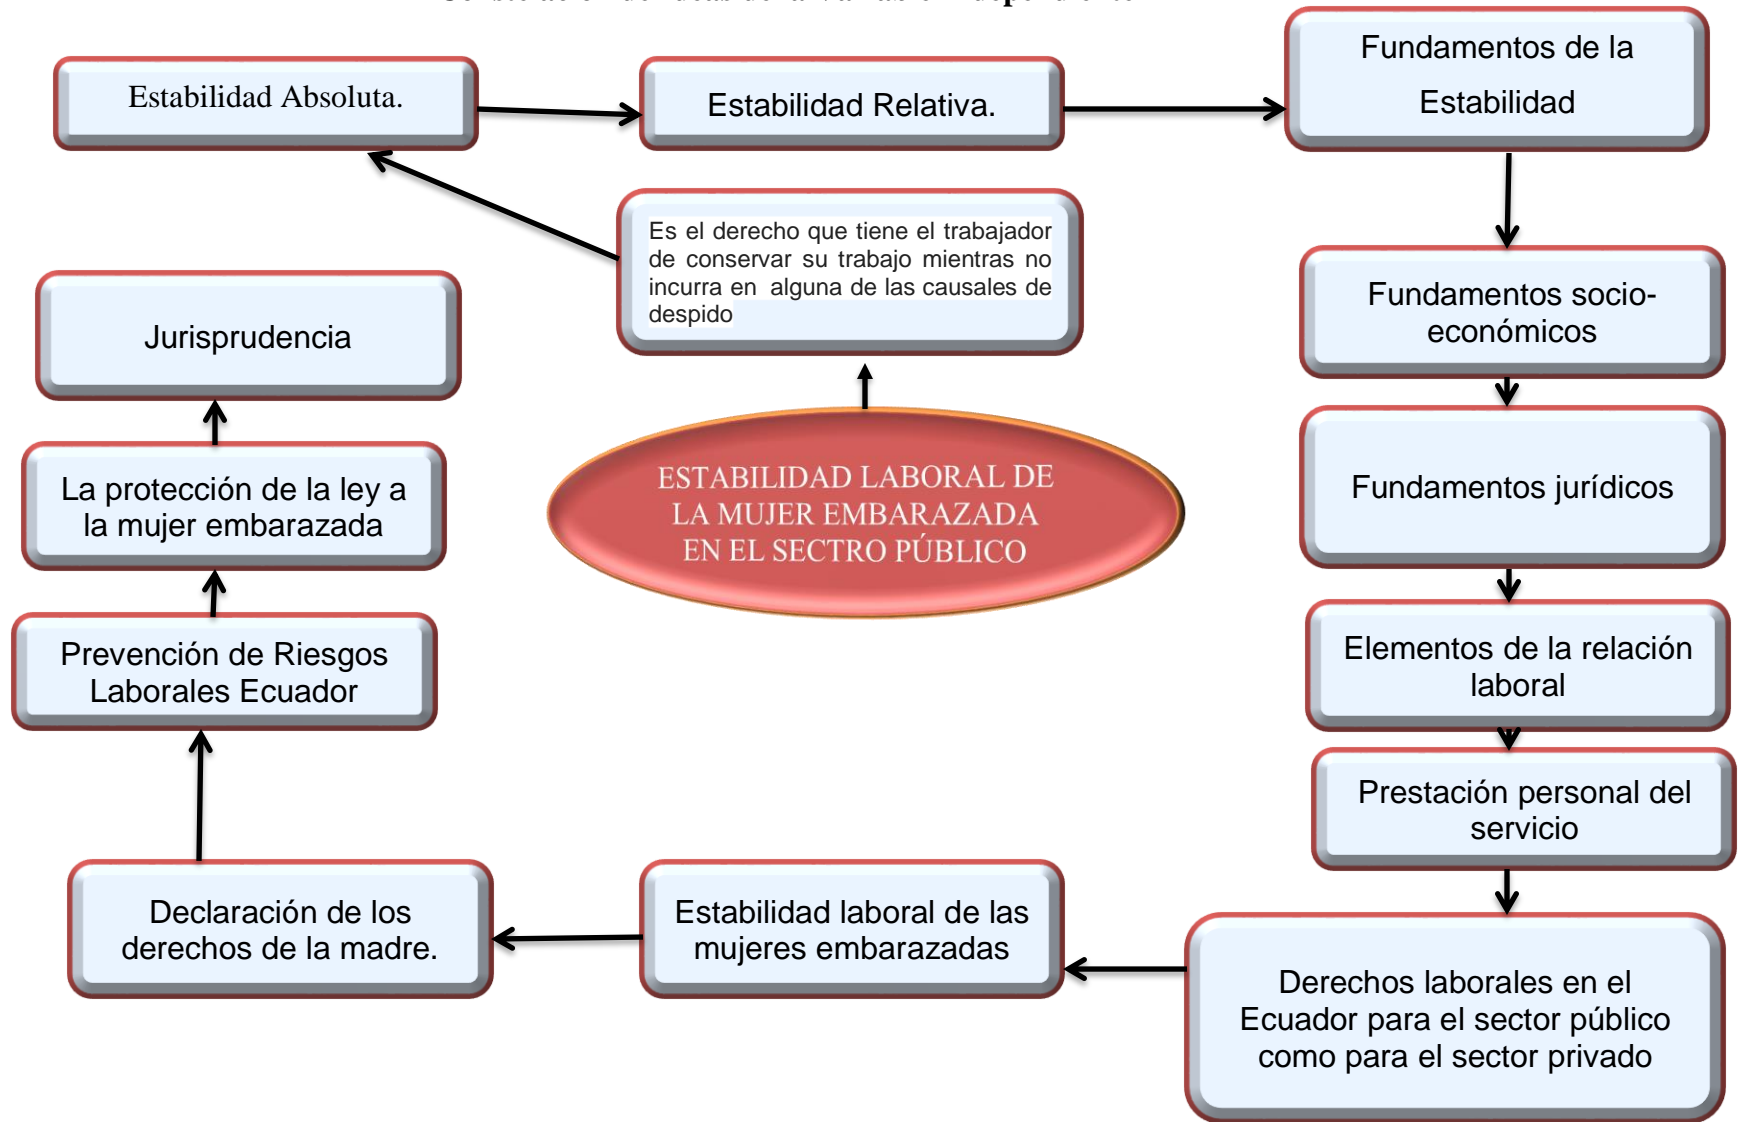 Estabilidad Absoluta.
Estabilidad Relativa.
Fundamentos de la
Estabilidad
Es el derecho que tiene el trabajador
de conservar su trabajo mientras no
incurra en alguna de las causales de
despido
Fundamentos socio-
económicos
Jurisprudencia
La protección de la ley a
la mujer embarazada
ESTABILIDAD LABORAL DE
LA MUJER EMBARAZADA
EN EL SECTRO PÚBLICO
Fundamentos jurídicos
Prevención de Riesgos
Laborales Ecuador
Elementos de la relación
laboral
Prestación personal del
servicio
Declaración de los
derechos de la madre.
Estabilidad laboral de las
mujeres embarazadas
Derechos laborales en el
Ecuador para el sector público
como para el sector privado